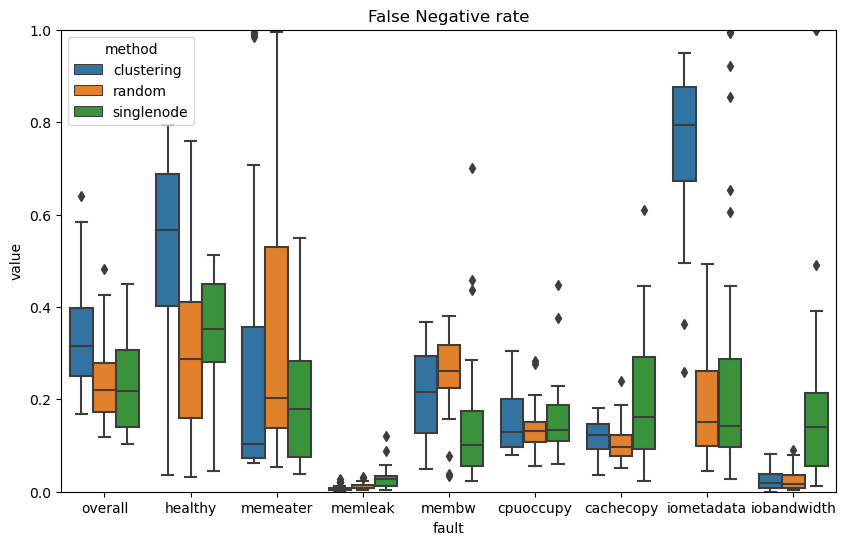 False Negative rate
method
clustering
random
singlenode
value
1.0
0.8
0.6
0.4
0.2
0.0
overall healthy memeater memleak membw cpuoccupy cachecopy iometadata iobandwidth
fault